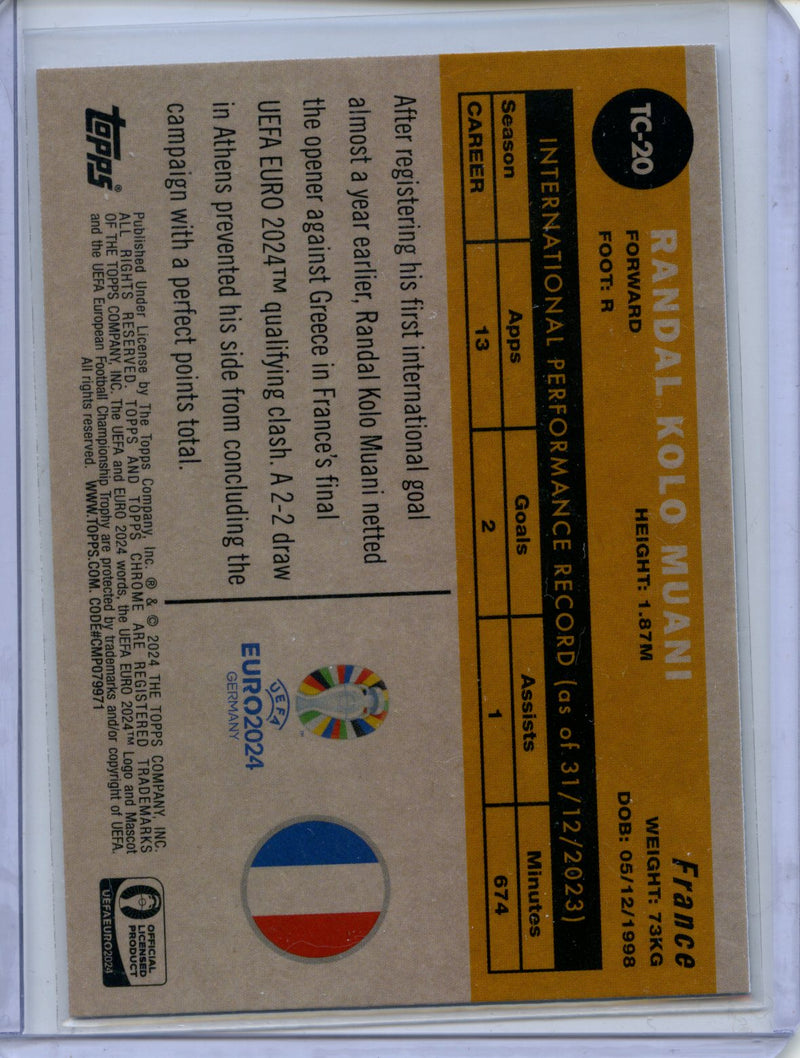 TC-20
RANDAL KOLO MUANI
France
FORWARD
HEIGHT: 1.87M
WEIGHT: 73KG
FOOT: R
DOB: 05/12/1998
INTERNATIONAL PERFORMANCE RECORD (as of 31/12/2023)
Season Apps Goals Assists Minutes
CAREER 13 2 1 674
After registering his first international goal
almost a year earlier, Randal Kolo Muani netted
the opener against Greece in France's final
UEFA EURO 2024™ qualifying clash. A 2-2 draw
in Athens prevented his side from concluding the
campaign with a perfect points total.
UEFA
EURO2024
GERMANY
™
topps®
Published Under License by The Topps Company, Inc. ® & © 2024 THE TOPPS COMPANY, INC.
ALL RIGHTS RESERVED. TOPPS AND TOPPS CHROME ARE REGISTERED TRADEMARKS
OF THE TOPPS COMPANY, INC. The UEFA and EURO 2024 words, the UEFA EURO 2024™ Logo and Mascot
and the UEFA European Football Championship Trophy are protected by trademarks and/or copyright of UEFA.
All rights reserved. WWW.TOPPS.COM. CODE#CMP079971
OFFICIAL
LICENSED
PRODUCT
UEFAEURO2024